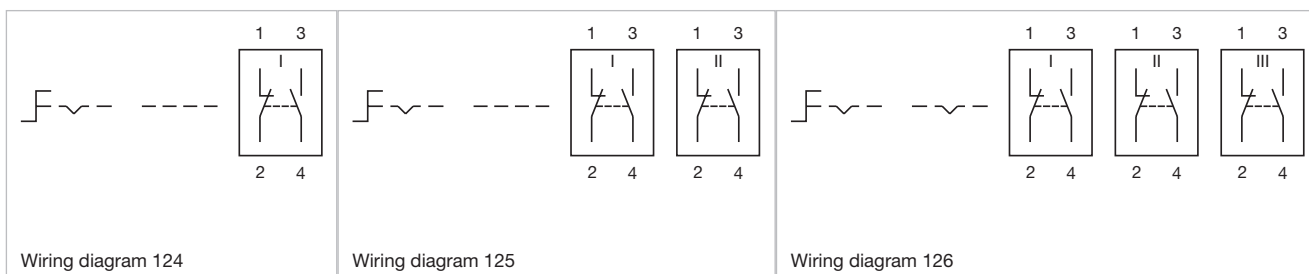 1 3
I
2 4
Wiring diagram 124
1 3 1 3
I II
2 4 2 4
Wiring diagram 125
1 3 1 3 1 3
I II III
2 4 2 4 2 4
Wiring diagram 126